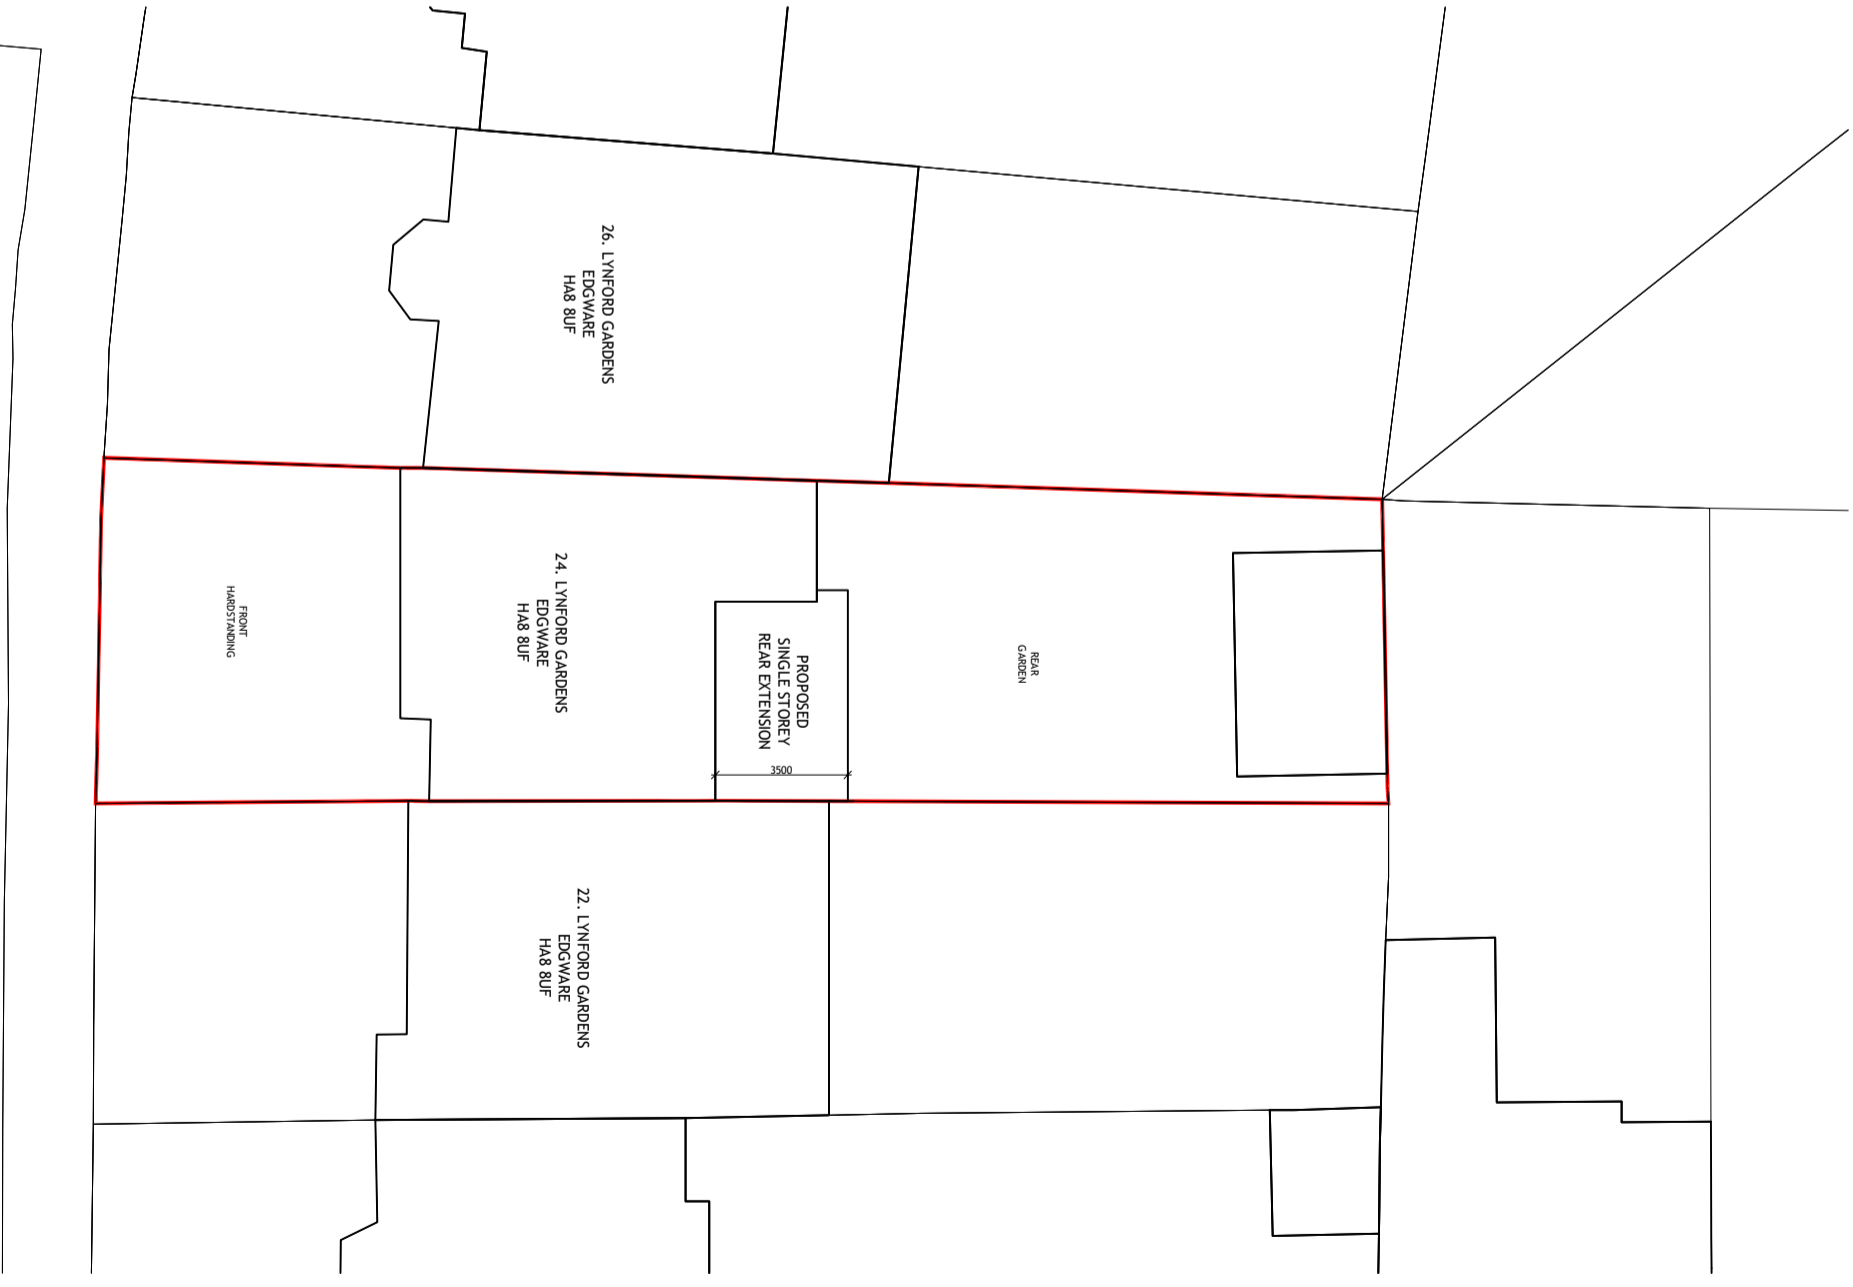 26. LYNFORD GARDENS
EDGWARE
HA8 8UF
FRONT
HARDSTANDING
24. LYNFORD GARDENS
EDGWARE
HA8 8UF
PROPOSED
SINGLE STOREY
REAR EXTENSION
3500
REAR
GARDEN
22. LYNFORD GARDENS
EDGWARE
HA8 8UF